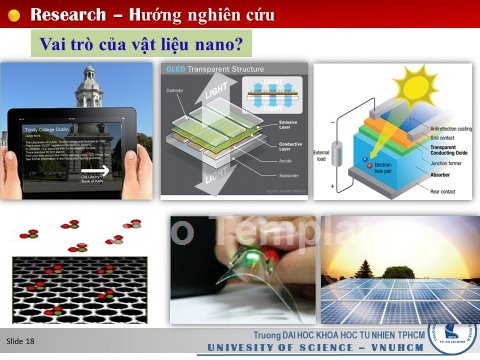 Research – Hướng nghiên cứu
Vai trò của vật liệu nano?
Trinity College Dublin
OLED Transparent Structure
LIGHT
LIGHT
Cathode
LIGHT
Emissive
Layer
Conductive
Layer
Anode
Substrate
LIGHT
Antireflection coating
Grid contact
Transparent
Conducting Oxide
Junction former
Absorber
Rear contact
External
load
Electron-
hole pair
o Templa
Slide 18
Truong DAI HOC KHOA HOC TU NHIEN TPHCM
UNIVESITY OF SCIENCE – VNUHCM